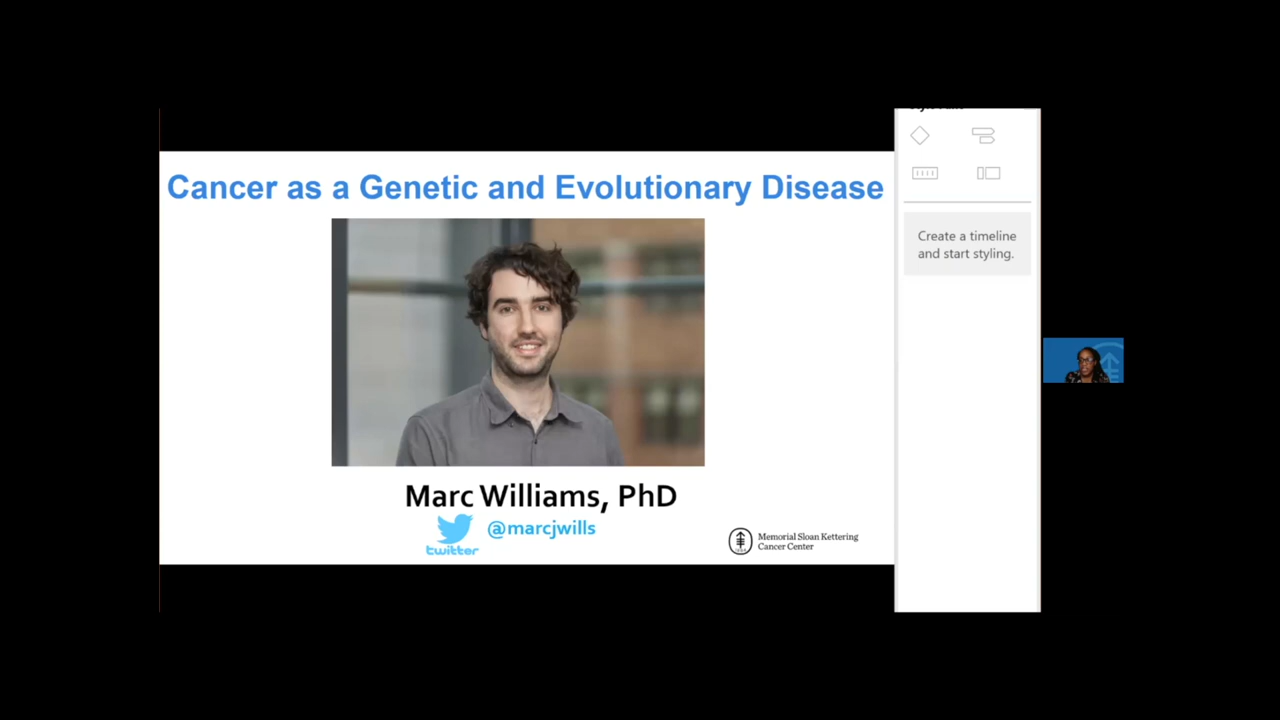 Cancer as a Genetic and Evolutionary Disease
Marc Williams, PhD
twitter
@marcjwills
Memorial Sloan Kettering
Cancer Center
Create a timeline
and start styling.